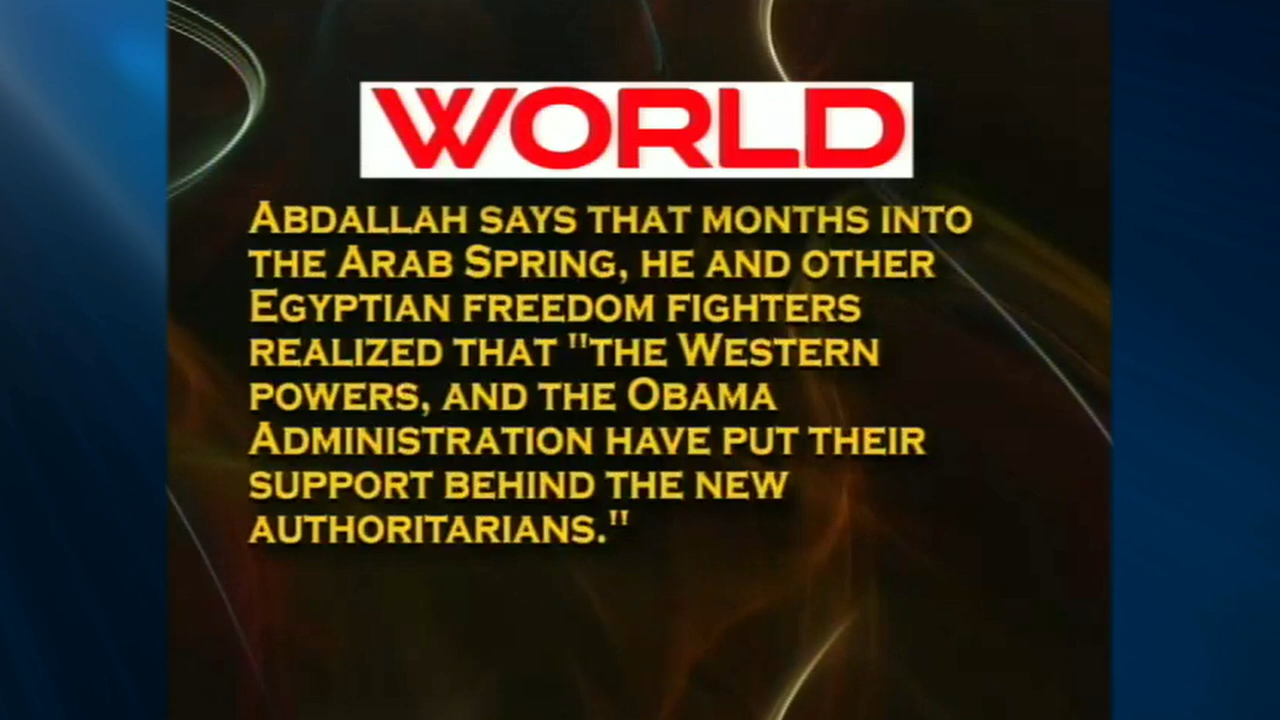 WORLD
ABDALLAH SAYS THAT MONTHS INTO
THE ARAB SPRING, HE AND OTHER
EGYPTIAN FREEDOM FIGHTERS
REALIZED THAT "THE WESTERN
POWERS, AND THE OBAMA
ADMINISTRATION HAVE PUT THEIR
SUPPORT BEHIND THE NEW
AUTHORITARIANS."